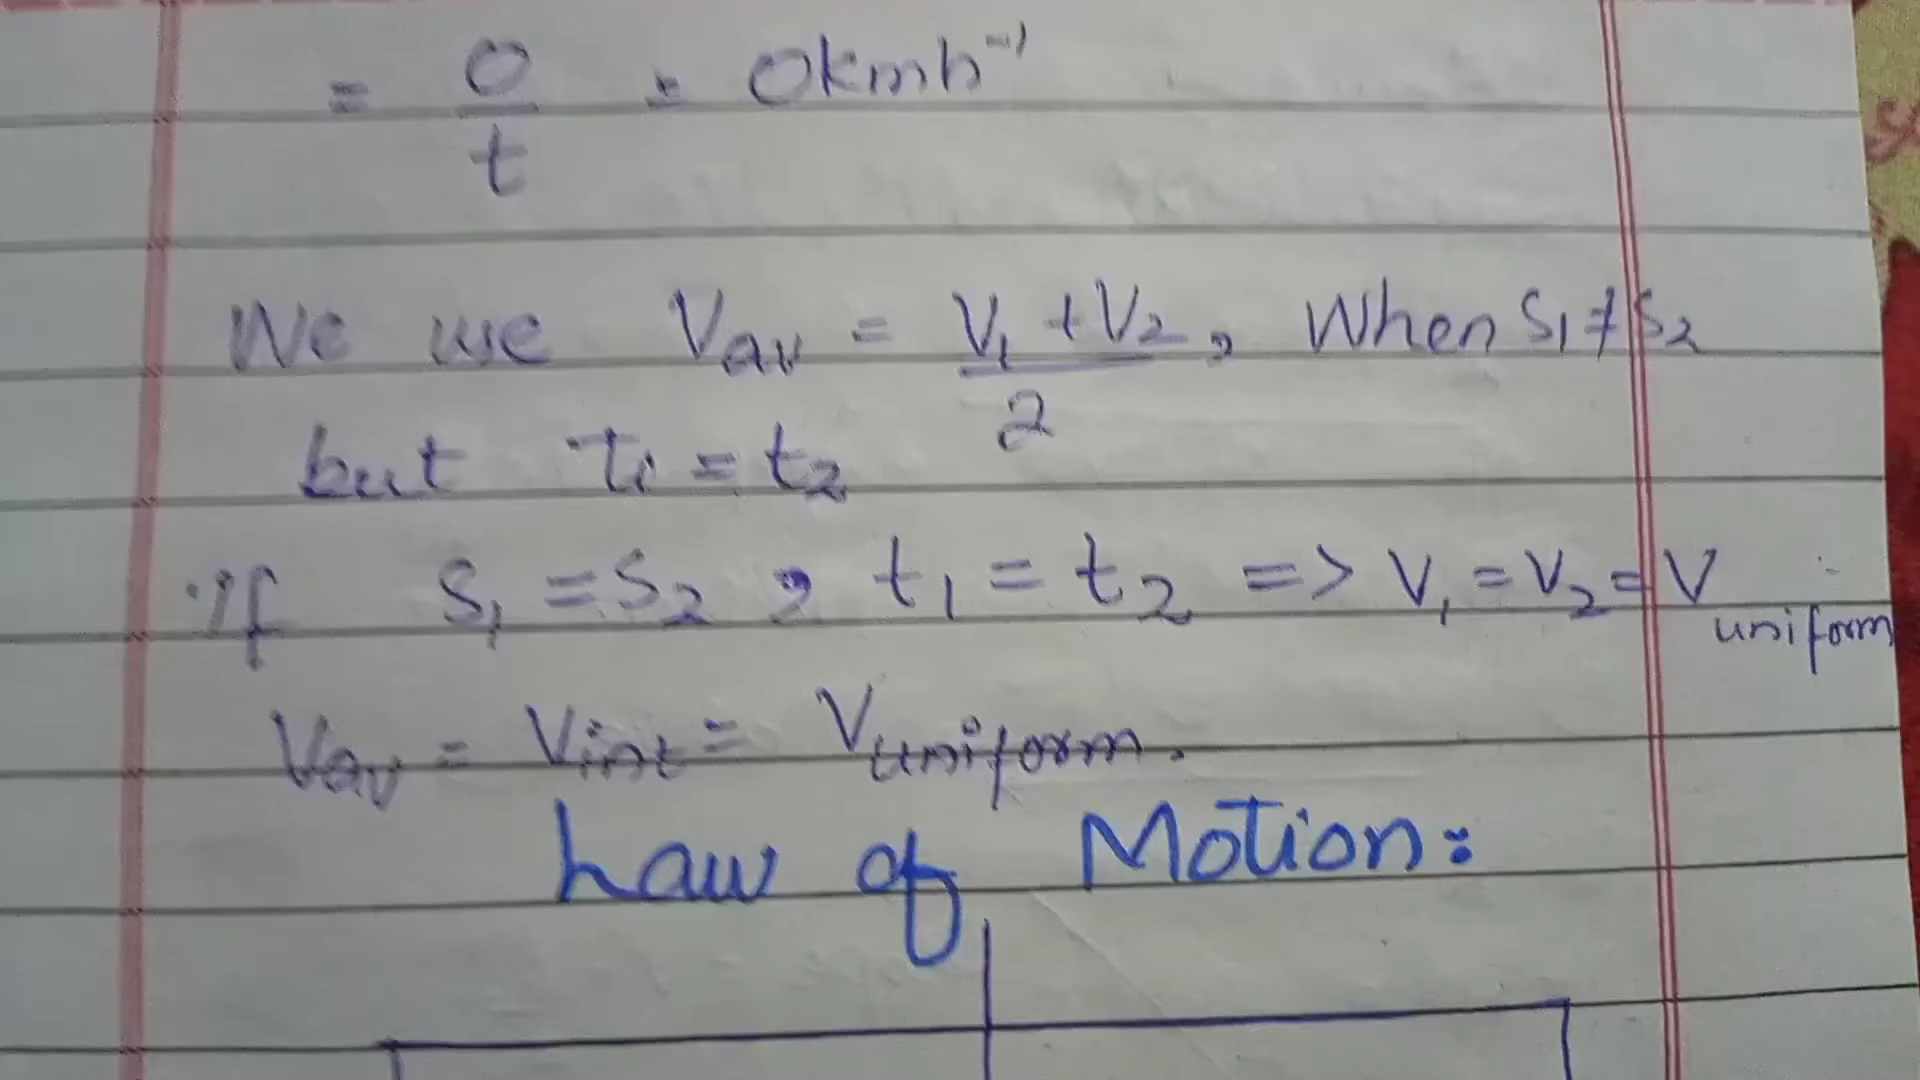 = 0/t = 0kmh⁻¹
We use Vav = V₁ + V₂/2, When S₁ ≠ S₂
but t₁ = t₂
if S₁ = S₂, t₁ = t₂ => V₁ = V₂ = V uniform
Vav = Vint = Vuniform.
Law of Motion: